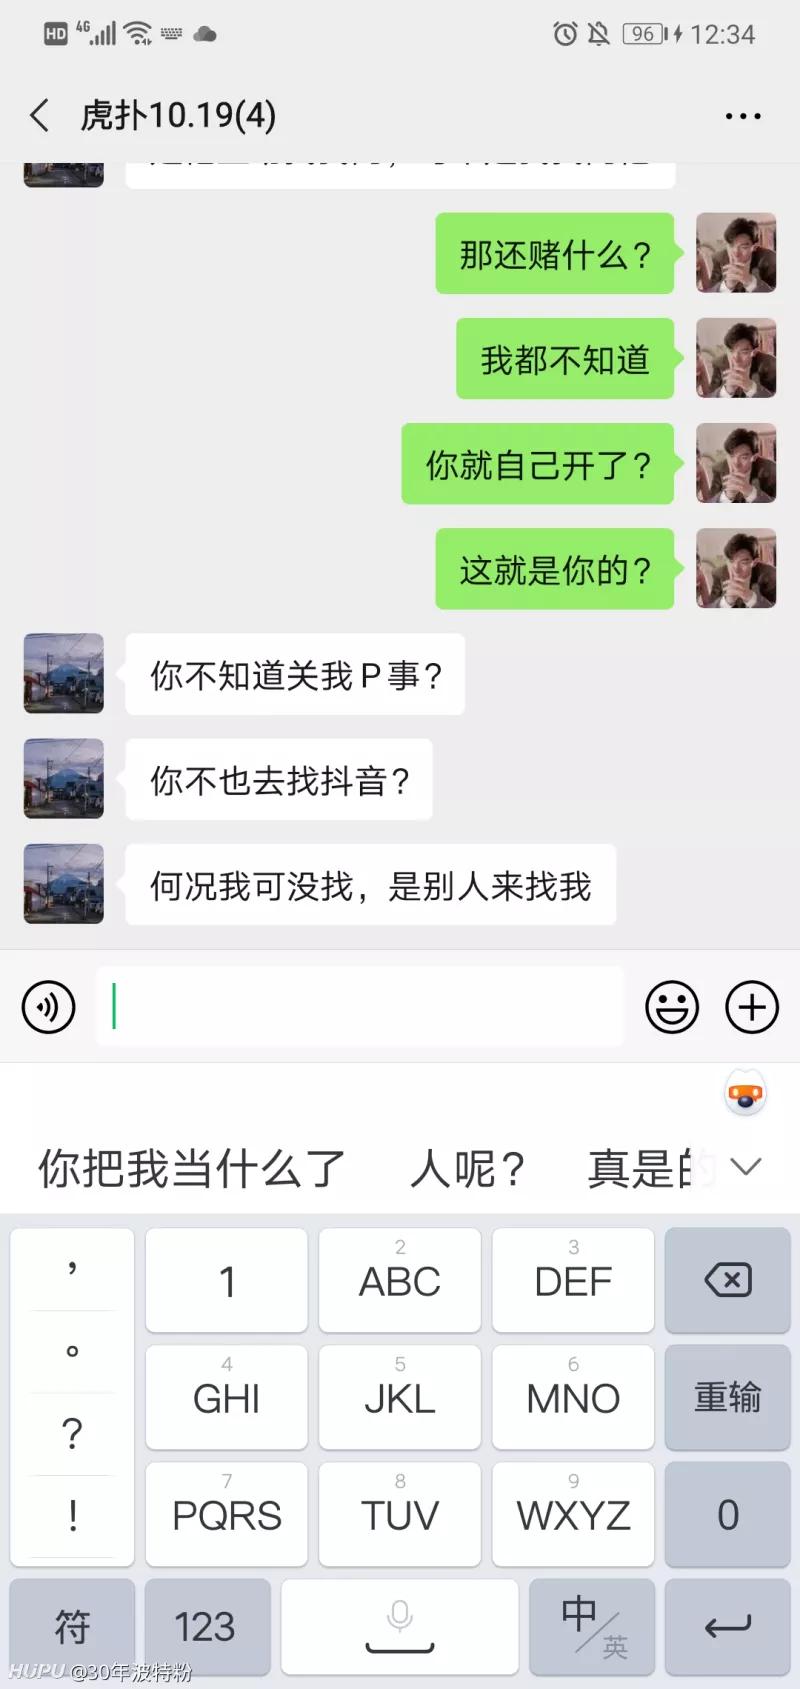 HD 4G 96 12:34
虎扑10.19(4)
那还赌什么?
我都不知道
你就自己开了?
这就是你的?
你不知道关我P事?
你不也去找抖音?
何况我可没找，是别人来找我
你把我当什么了 人呢? 真是的
, 1 2 ABC 3 DEF
。 4 GHI 5 JKL 6 MNO 重输
? 7 PQRS 8 TUV 9 WXYZ 0
!
符 123 中/英
HUPU @30年波特粉